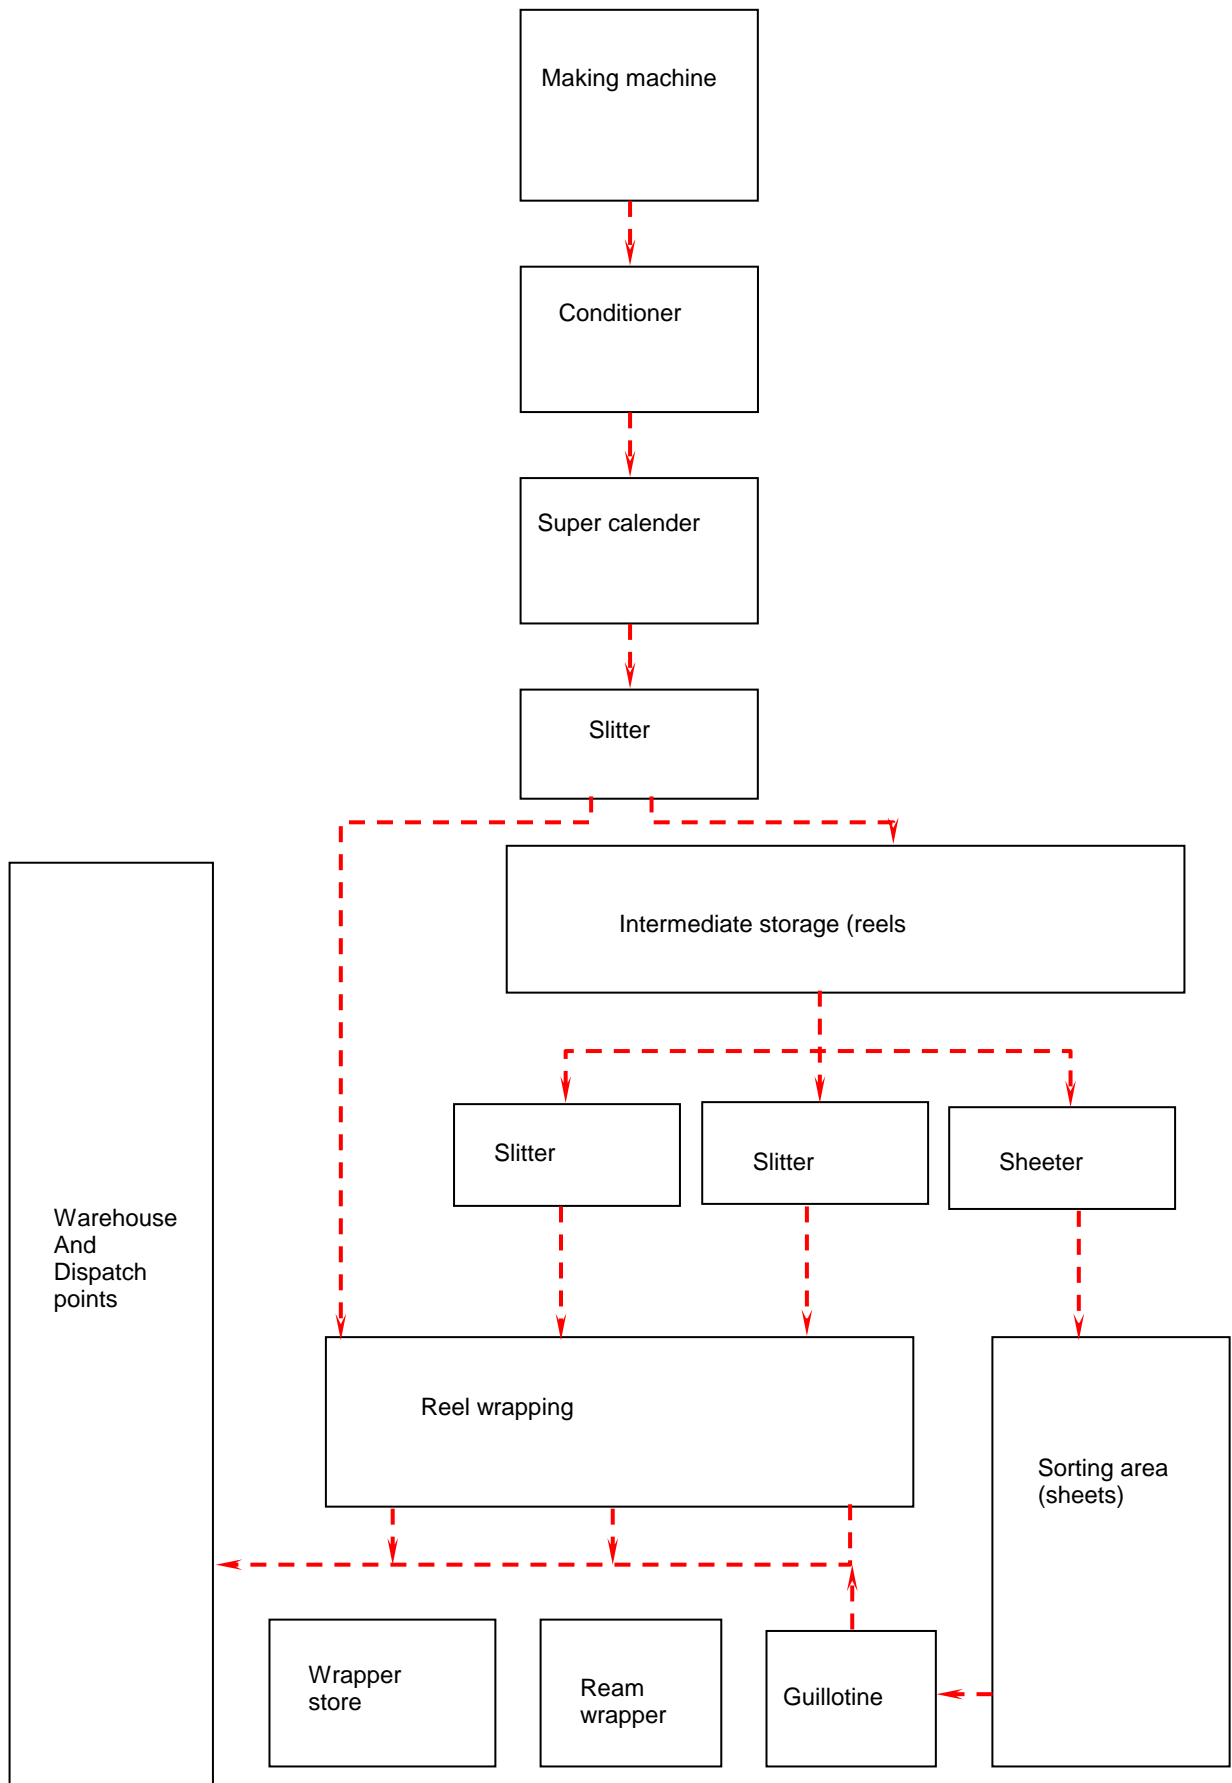 Making machine
Conditioner
Super calender
Slitter
Intermediate storage (reels
Slitter
Slitter
Sheeter
Warehouse
And
Dispatch
points
Reel wrapping
Sorting area
(sheets)
Wrapper
store
Ream
wrapper
Guillotine